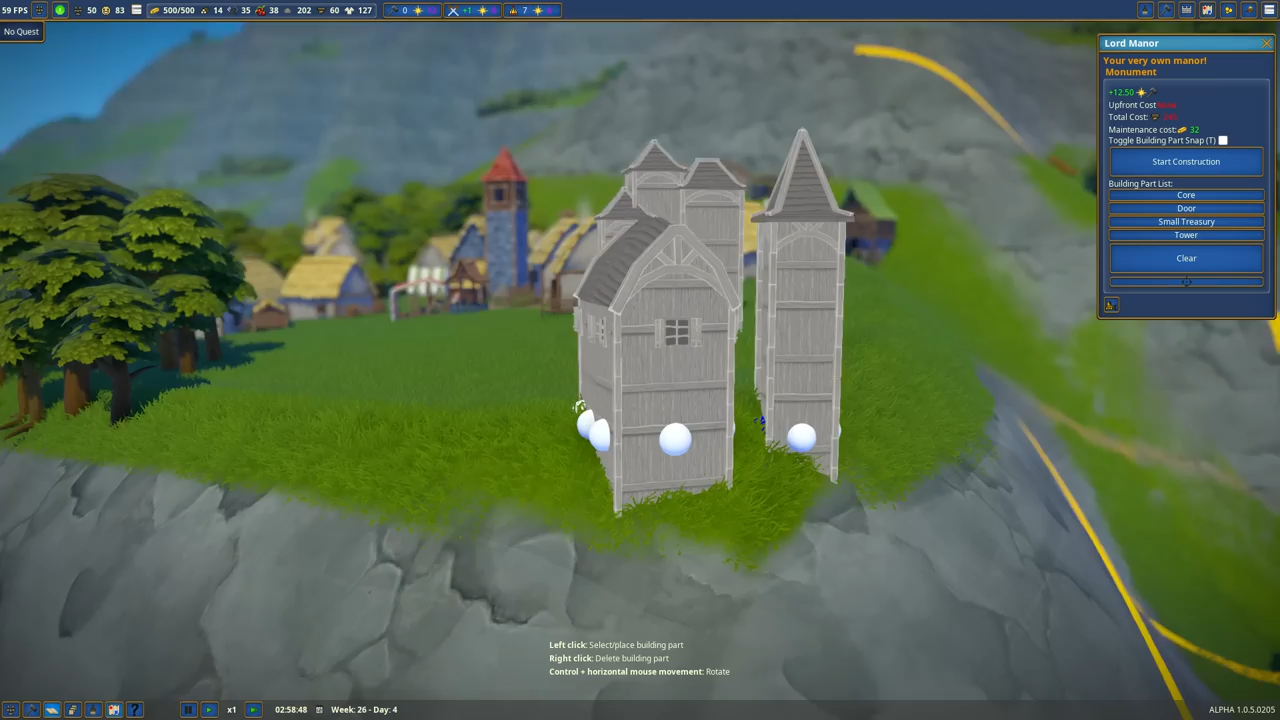 59 FPS 50 83 500/500 14 35 38 202 60 127 0 +1 7
No Quest
Lord Manor
Your very own manor!
Monument
+12.50
Upfront Cost
Total Cost:
Maintenance cost: 32
Toggle Building Part Snap (T)
Start Construction
Building Part List:
Core
Door
Small Treasury
Tower
Clear
Left click: Select/place building part
Right click: Delete building part
Control + horizontal mouse movement: Rotate
x1 02:58:48 Week: 26 - Day: 4 ALPHA 1.0.5.0205